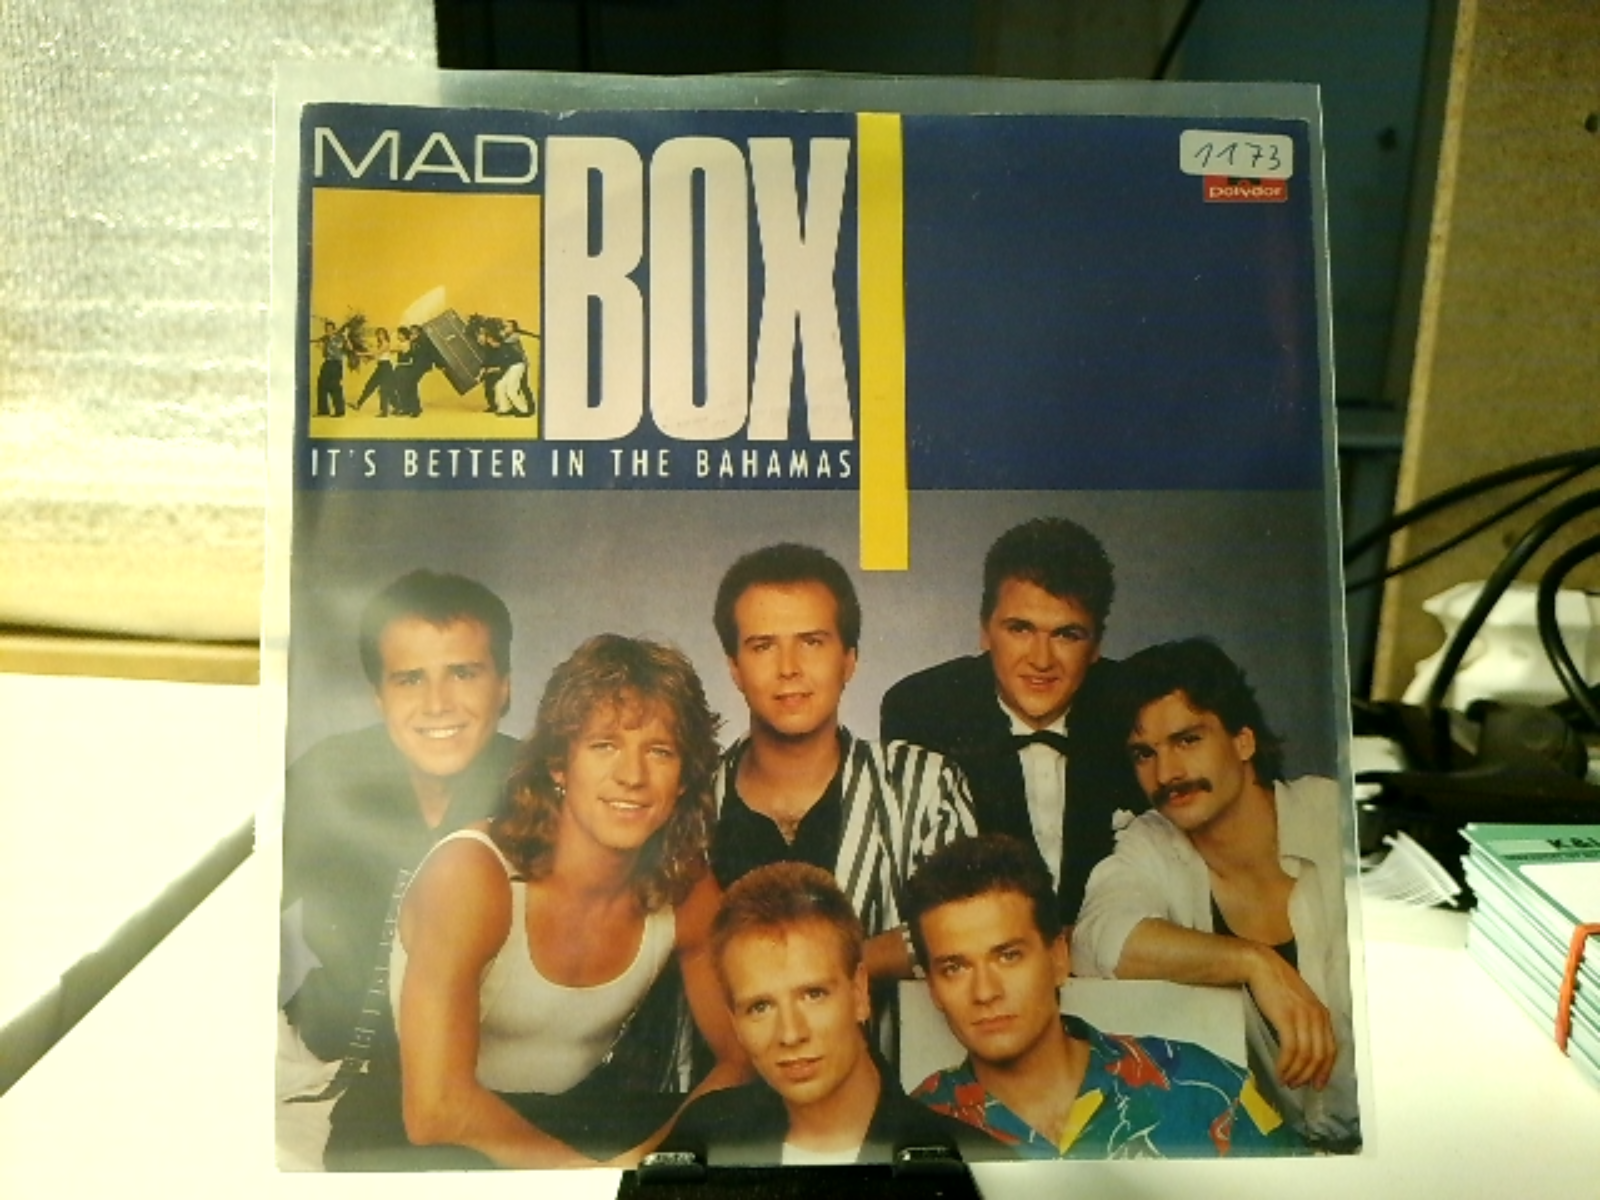 MAD
BOX
1173
polydor
IT'S BETTER IN THE BAHAMAS